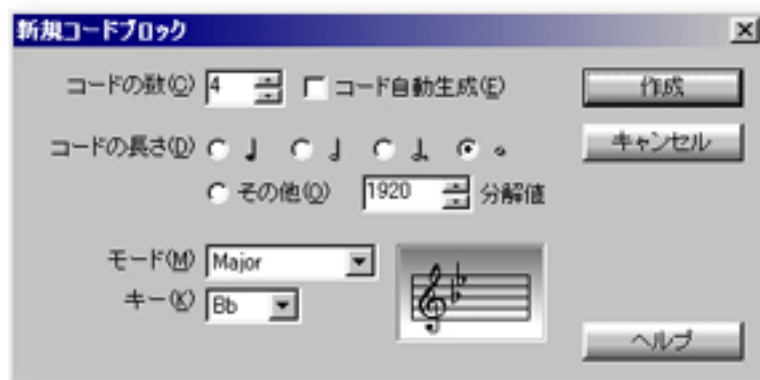 新規コードブロック
コードの数(C) 4 コード自動生成(E) 作成
コードの長さ(D) キャンセル
その他(O) 1920 分解値
モード(M) Major
キー(K) Bb
ヘルプ